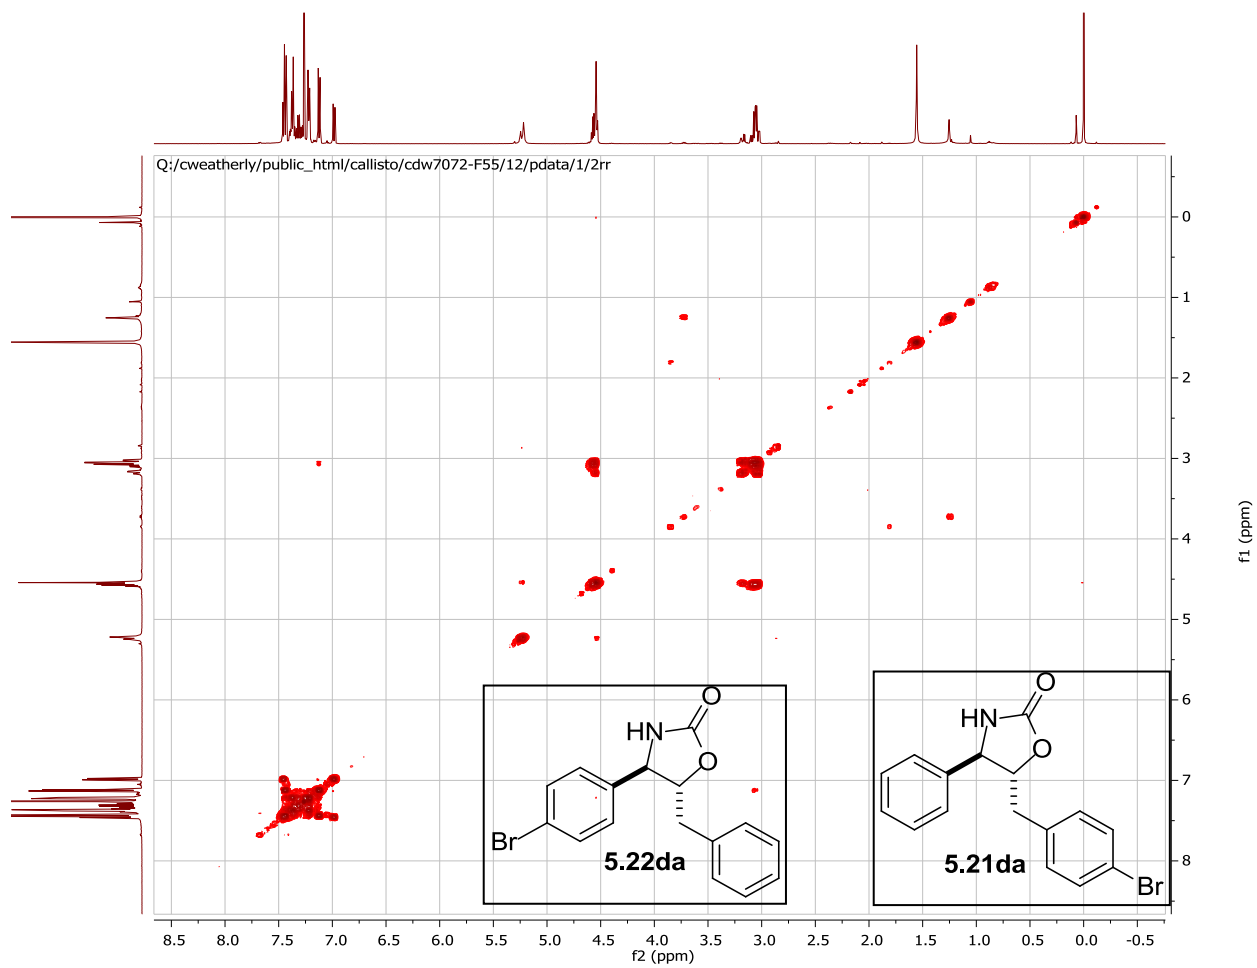 Q:/cweatherly/public_html/callisto/cdw7072-F55/12/pdata/1/2rr
0
1
2
3
4
5
6
7
8
f1 (ppm)
O
HN
O
Br
5.22da
O
HN
O
5.21da
Br
8.5 8.0 7.5 7.0 6.5 6.0 5.5 5.0 4.5 4.0 3.5 3.0 2.5 2.0 1.5 1.0 0.5 0.0 -0.5
f2 (ppm)